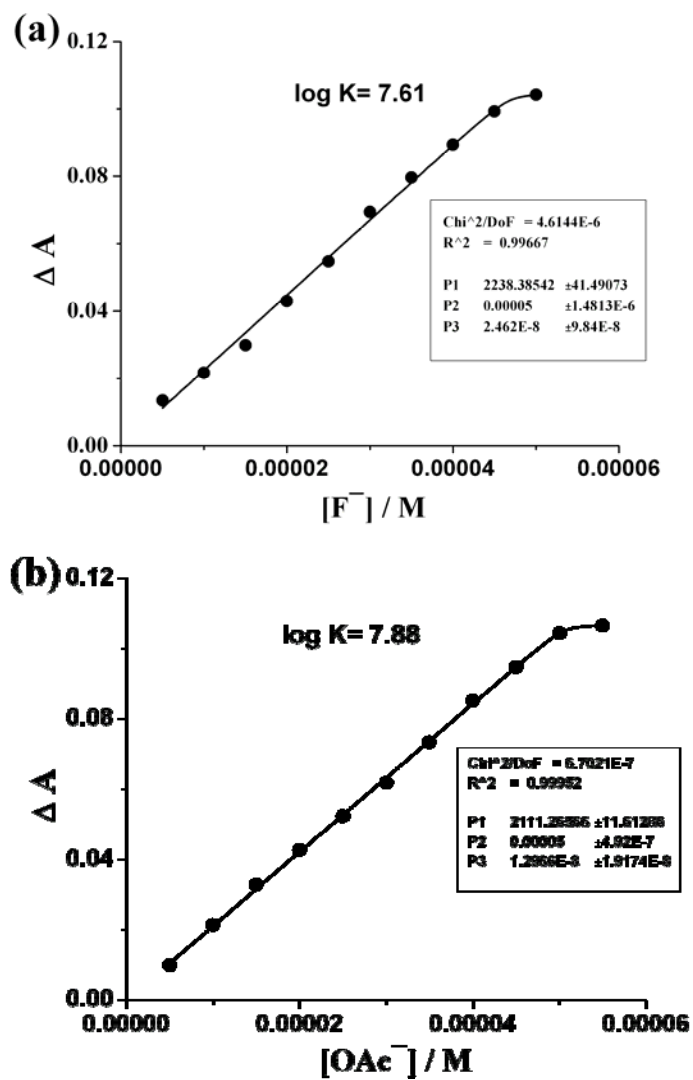 (a)
0.12
log K= 7.61
0.08
Δ A
Chi^2/DoF = 4.6144E-6
R^2 = 0.99667
P1 2238.38542 ±41.49073
P2 0.00005 ±1.4813E-6
P3 2.462E-8 ±9.84E-8
0.04
0.00
0.00000 0.00002 0.00004 0.00006
[F⁻] / M
(b)
0.12
log K= 7.88
0.08
Δ A
Chi^2/DoF = 6.7021E-7
R^2 = 0.99952
P1 ±11.61286
P2 0.00005 ±4.92E-7
P3 1.2966E-8 ±1.9174E-8
0.04
0.00
0.00000 0.00002 0.00004 0.00006
[OAc⁻] / M